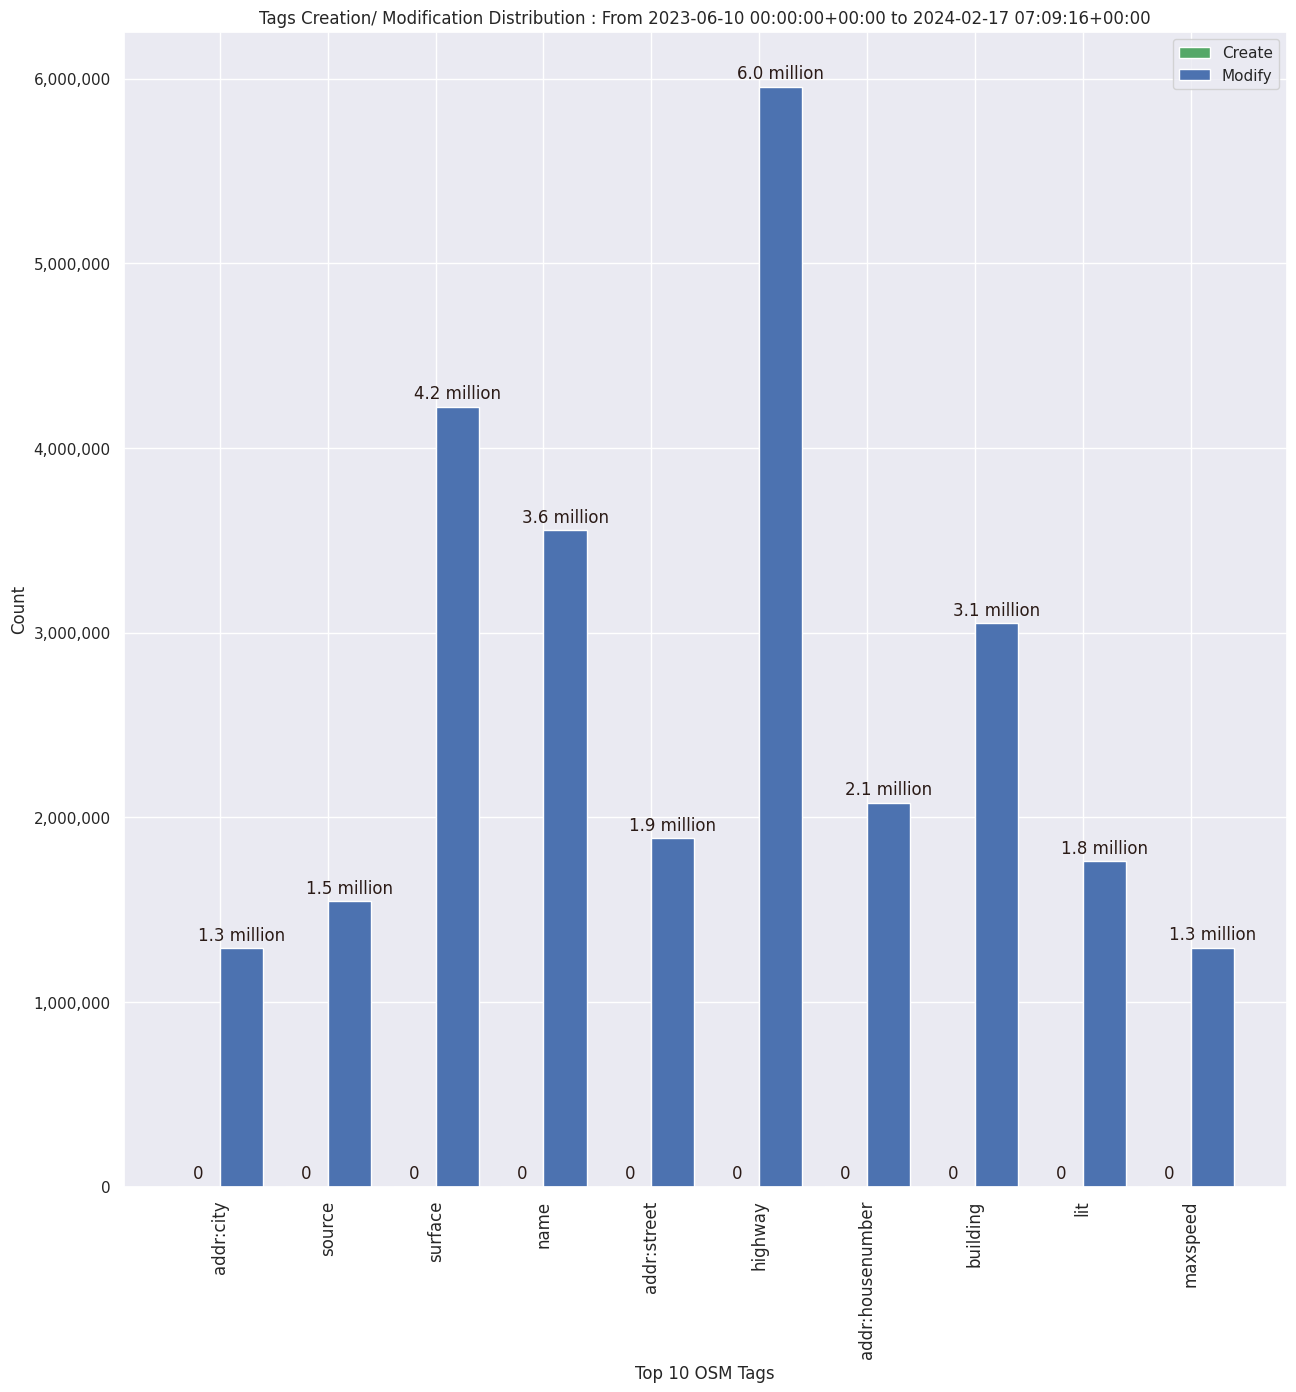 Tags Creation/ Modification Distribution : From 2023-06-10 00:00:00+00:00 to 2024-02-17 07:09:16+00:00
Create
Modify
6,000,000
5,000,000
4,000,000
3,000,000
2,000,000
1,000,000
0
Count
1.3 million
1.5 million
4.2 million
3.6 million
1.9 million
6.0 million
2.1 million
3.1 million
1.8 million
1.3 million
0
0
0
0
0
0
0
0
0
0
addr:city
source
surface
name
addr:street
highway
addr:housenumber
building
lit
maxspeed
Top 10 OSM Tags